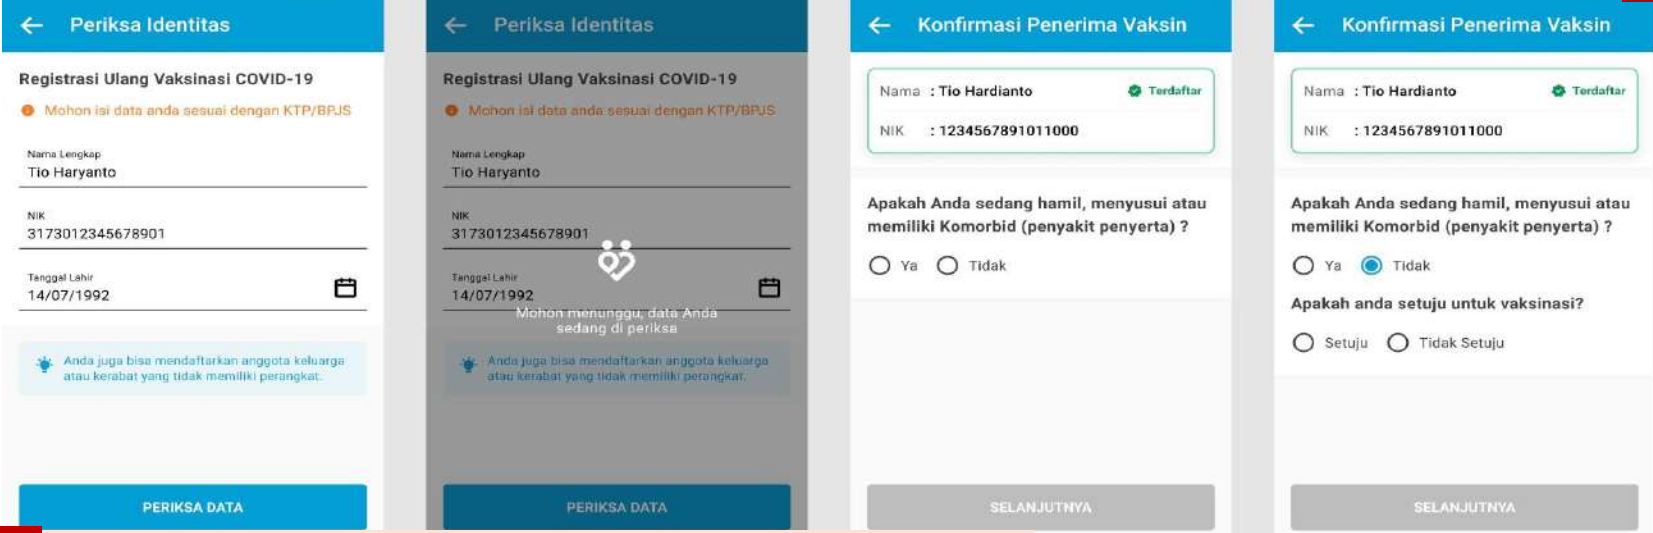 Periksa Identitas
Registrasi Ulang Vaksinasi COVID-19
Mohon isi data anda sesuai dengan KTP/BPJS
Nama Lengkap
Tio Haryanto
NIK
3173012345678901
Tanggal Lahir
14/07/1992
Anda juga bisa mendaftarkan anggota keluarga
atau kerabat yang tidak memiliki perangkat.
PERIKSA DATA
Periksa Identitas
Registrasi Ulang Vaksinasi COVID-19
Mohon isi data anda sesuai dengan KTP/BPJS
Nama Lengkap
Tio Haryanto
NIK
3173012345678901
Tanggal Lahir
14/07/1992
Mohon menunggu, data Anda
sedang di periksa
Anda juga bisa mendaftarkan anggota keluarga
atau kerabat yang tidak memiliki perangkat.
PERIKSA DATA
Konfirmasi Penerima Vaksin
Nama : Tio Hardianto Terdaftar
NIK : 1234567891011000
Apakah Anda sedang hamil, menyusui atau
memiliki Komorbid (penyakit penyerta) ?
Ya Tidak
SELANJUTNYA
Konfirmasi Penerima Vaksin
Nama : Tio Hardianto Terdaftar
NIK : 1234567891011000
Apakah Anda sedang hamil, menyusui atau
memiliki Komorbid (penyakit penyerta) ?
Ya Tidak
Apakah anda setuju untuk vaksinasi?
Setuju Tidak Setuju
SELANJUTNYA